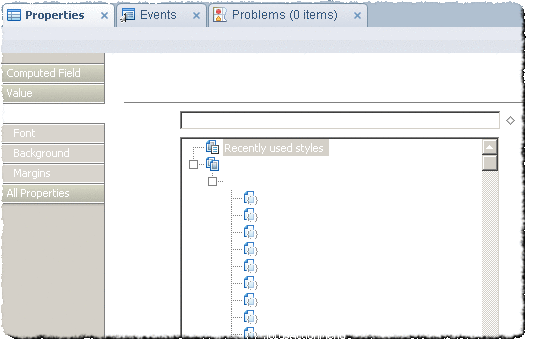 Properties Events Problems (0 items)
Computed Field
Value
Font
Background
Margins
All Properties
Recently used styles